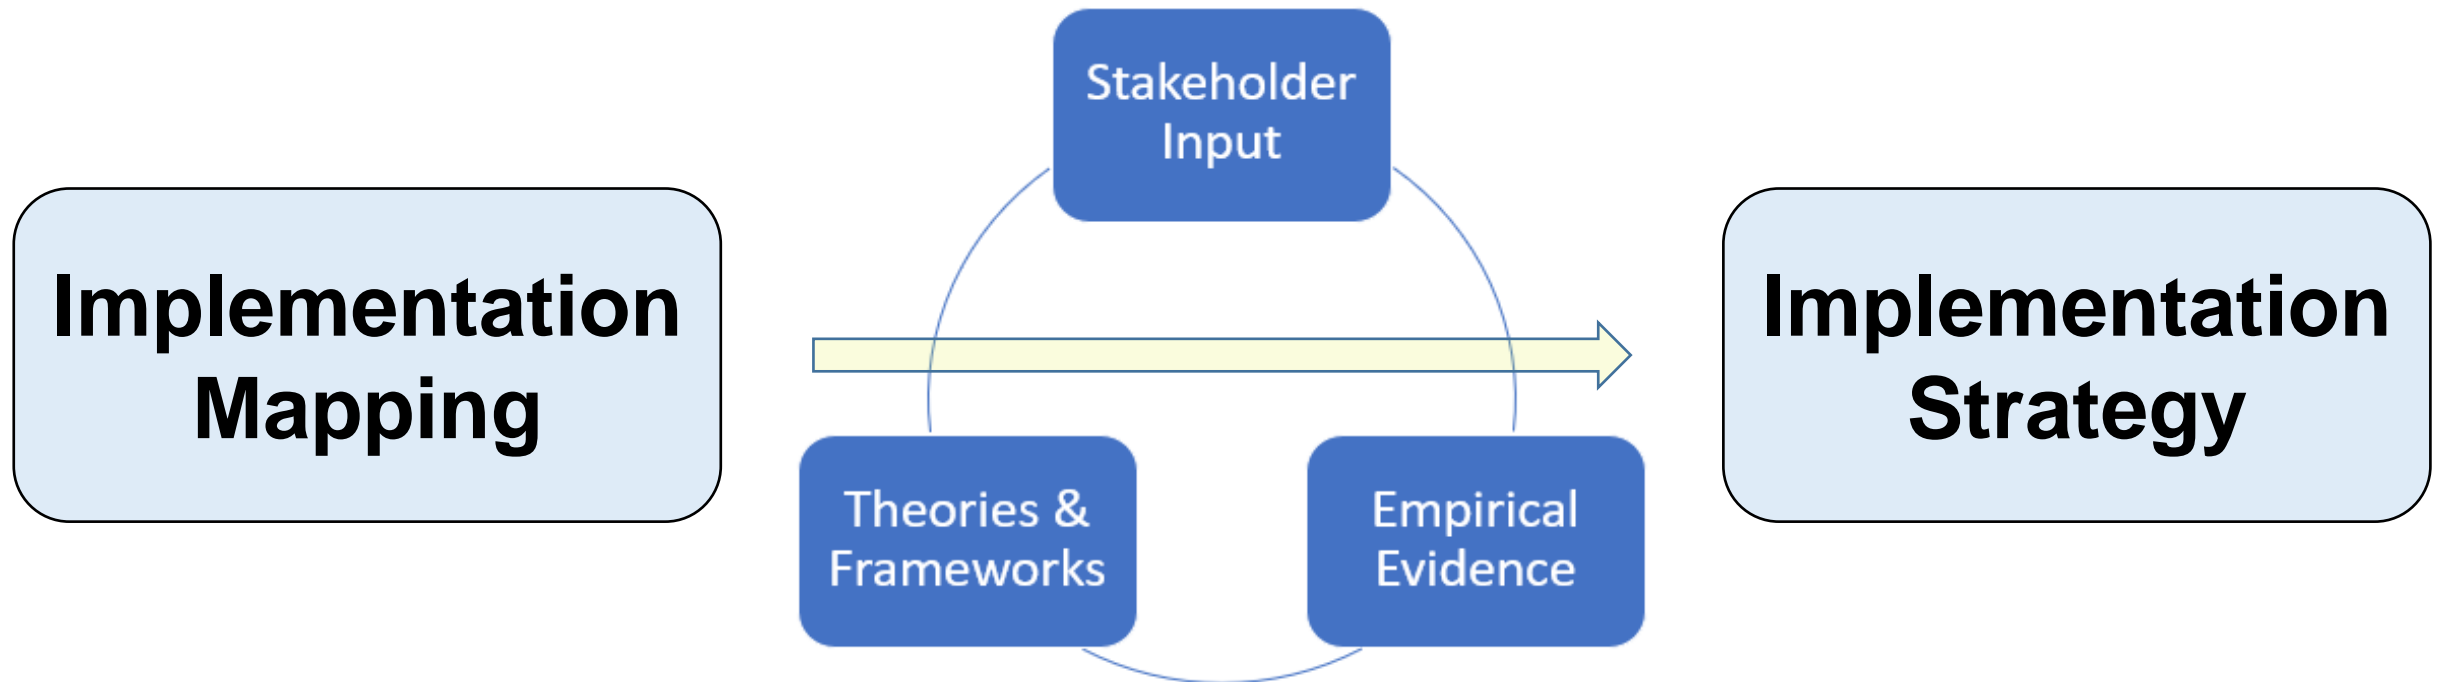 Implementation
Mapping
Stakeholder
Input
Theories &
Frameworks
Empirical
Evidence
Implementation
Strategy